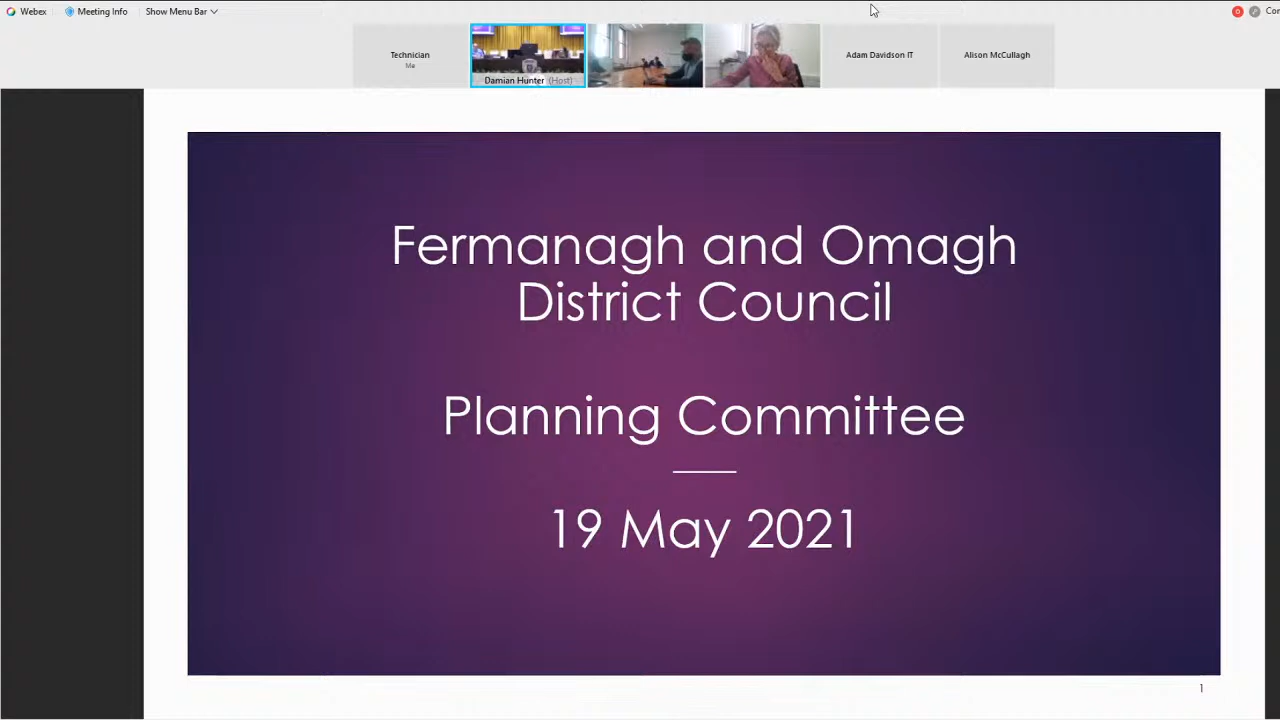 Webex
Meeting Info
Show Menu Bar
Technician
Me
Damian Hunter (Host)
Adam Davidson IT
Alison McCullagh
Fermanagh and Omagh
District Council
Planning Committee
19 May 2021
1